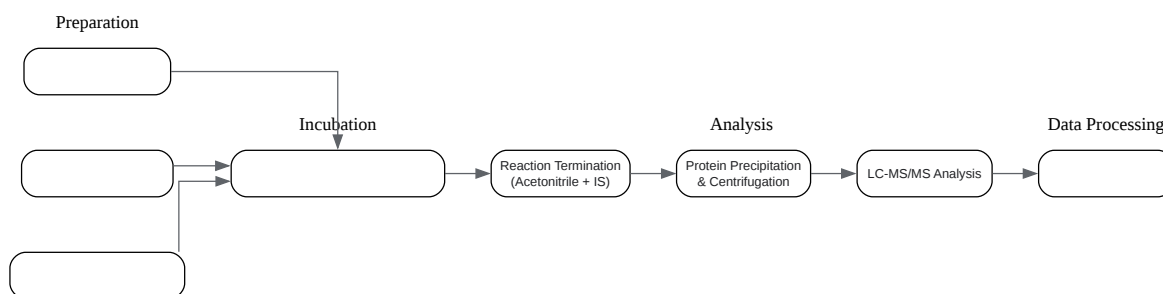 Preparation
Incubation
Analysis
Data Processing
Reaction Termination
(Acetonitrile + IS)
Protein Precipitation
& Centrifugation
LC-MS/MS Analysis